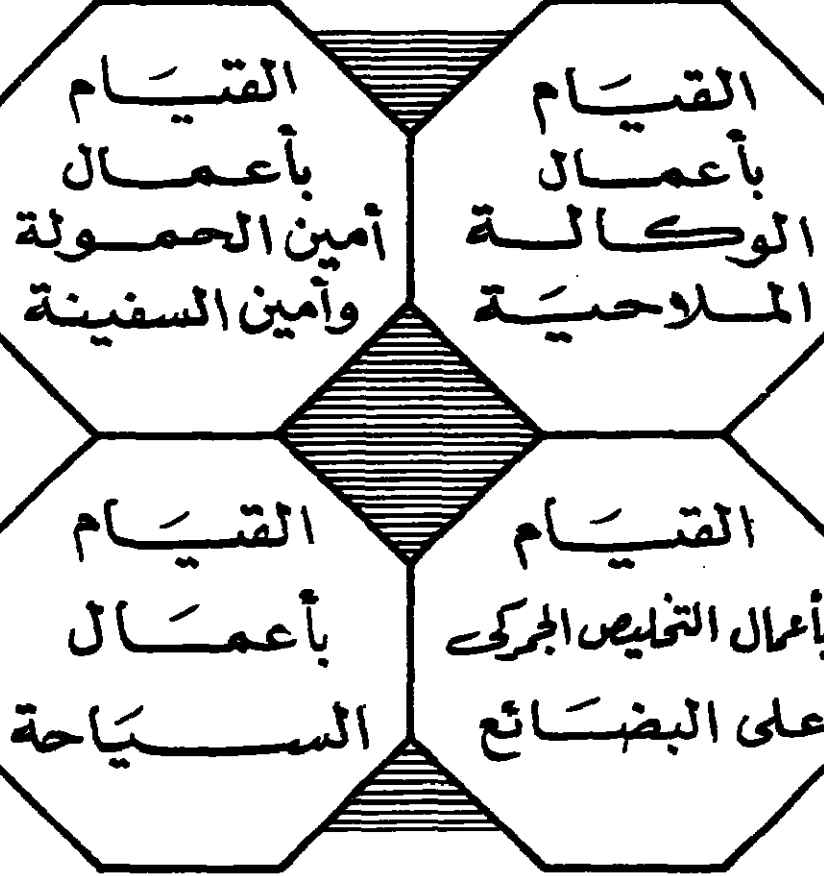 القيام
بأعمال
الوكالة
الملاحية
القيام
بأعمال
أمين الحمولة
وأمين السفينة
القيام
بأعمال التخليص الجمركى
على البضائع
القيام
بأعمال
السياحة